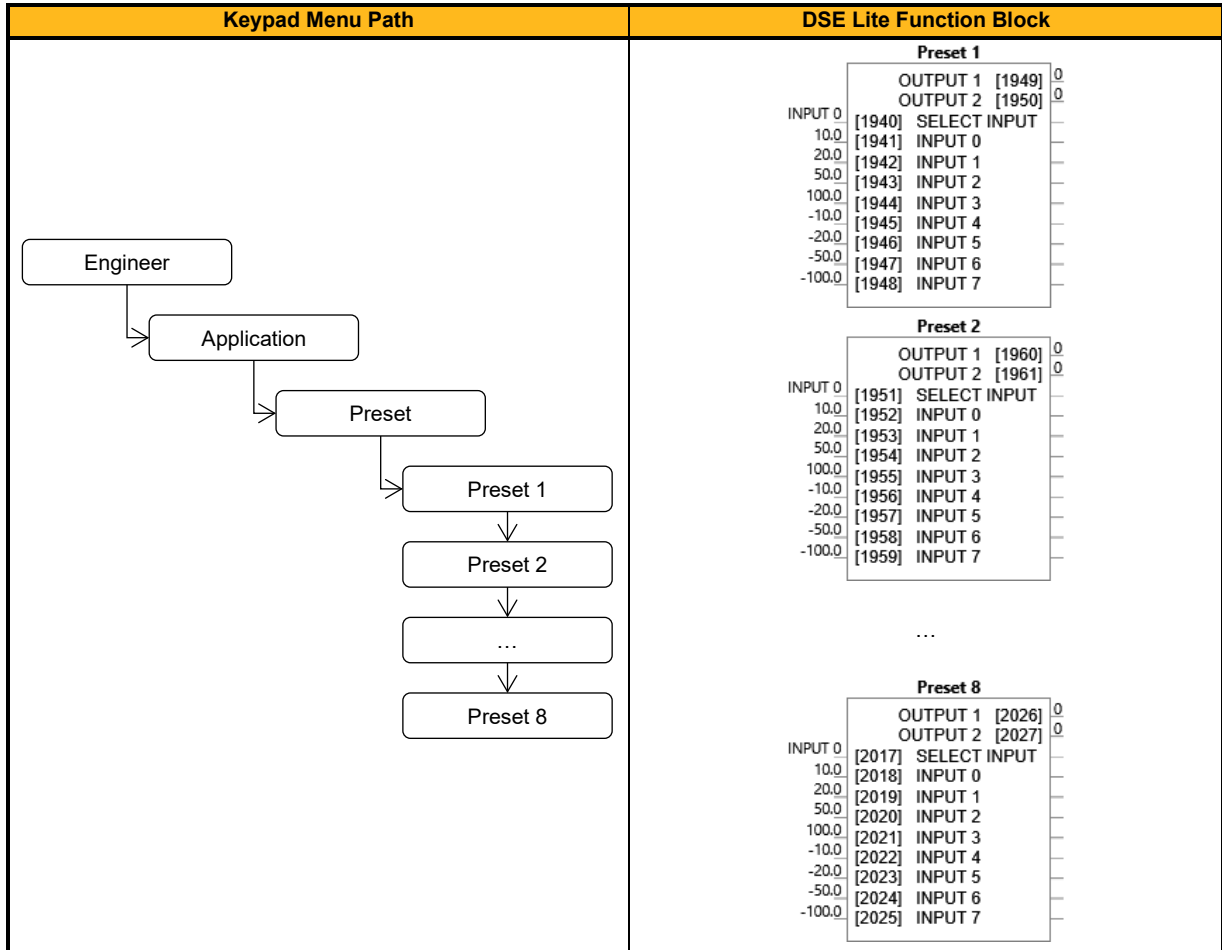 Keypad Menu Path
DSE Lite Function Block
Engineer
Application
Preset
Preset 1
Preset 2
…
Preset 8
Preset 1
OUTPUT 1 [1949] 0
OUTPUT 2 [1950] 0
INPUT 0 [1940] SELECT INPUT
10.0 [1941] INPUT 0
20.0 [1942] INPUT 1
50.0 [1943] INPUT 2
100.0 [1944] INPUT 3
-10.0 [1945] INPUT 4
-20.0 [1946] INPUT 5
-50.0 [1947] INPUT 6
-100.0 [1948] INPUT 7
Preset 2
OUTPUT 1 [1960] 0
OUTPUT 2 [1961] 0
INPUT 0 [1951] SELECT INPUT
10.0 [1952] INPUT 0
20.0 [1953] INPUT 1
50.0 [1954] INPUT 2
100.0 [1955] INPUT 3
-10.0 [1956] INPUT 4
-20.0 [1957] INPUT 5
-50.0 [1958] INPUT 6
-100.0 [1959] INPUT 7
…
Preset 8
OUTPUT 1 [2026] 0
OUTPUT 2 [2027] 0
INPUT 0 [2017] SELECT INPUT
10.0 [2018] INPUT 0
20.0 [2019] INPUT 1
50.0 [2020] INPUT 2
100.0 [2021] INPUT 3
-10.0 [2022] INPUT 4
-20.0 [2023] INPUT 5
-50.0 [2024] INPUT 6
-100.0 [2025] INPUT 7